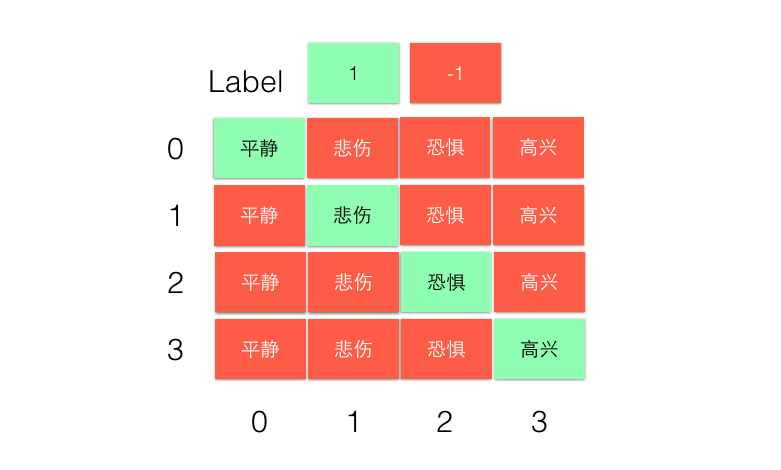 Label 1 -1
0 平静 悲伤 恐惧 高兴
1 平静 悲伤 恐惧 高兴
2 平静 悲伤 恐惧 高兴
3 平静 悲伤 恐惧 高兴
0 1 2 3